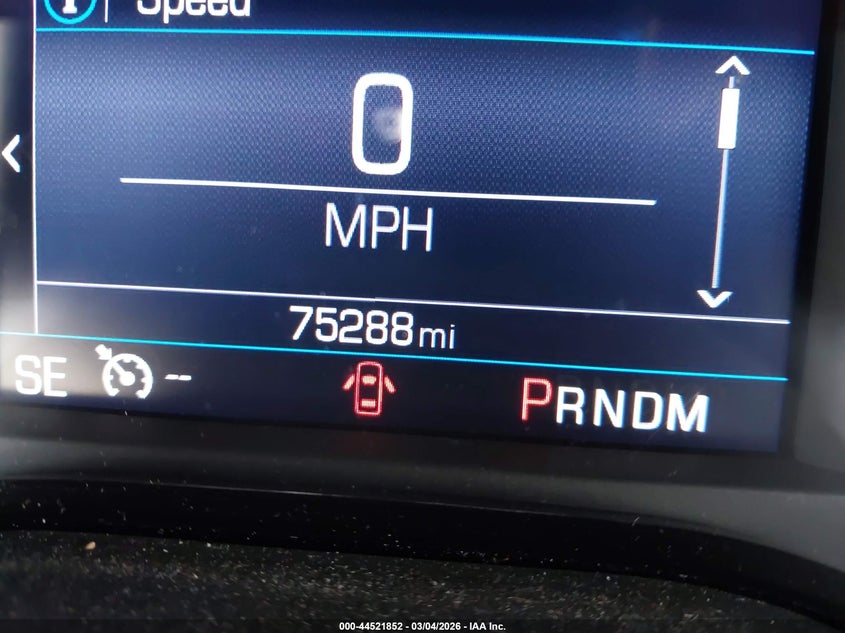 Speed
0
MPH
75288 mi
SE --
PRNDM
000-44521852 - 03/04/2026 - IAA Inc.